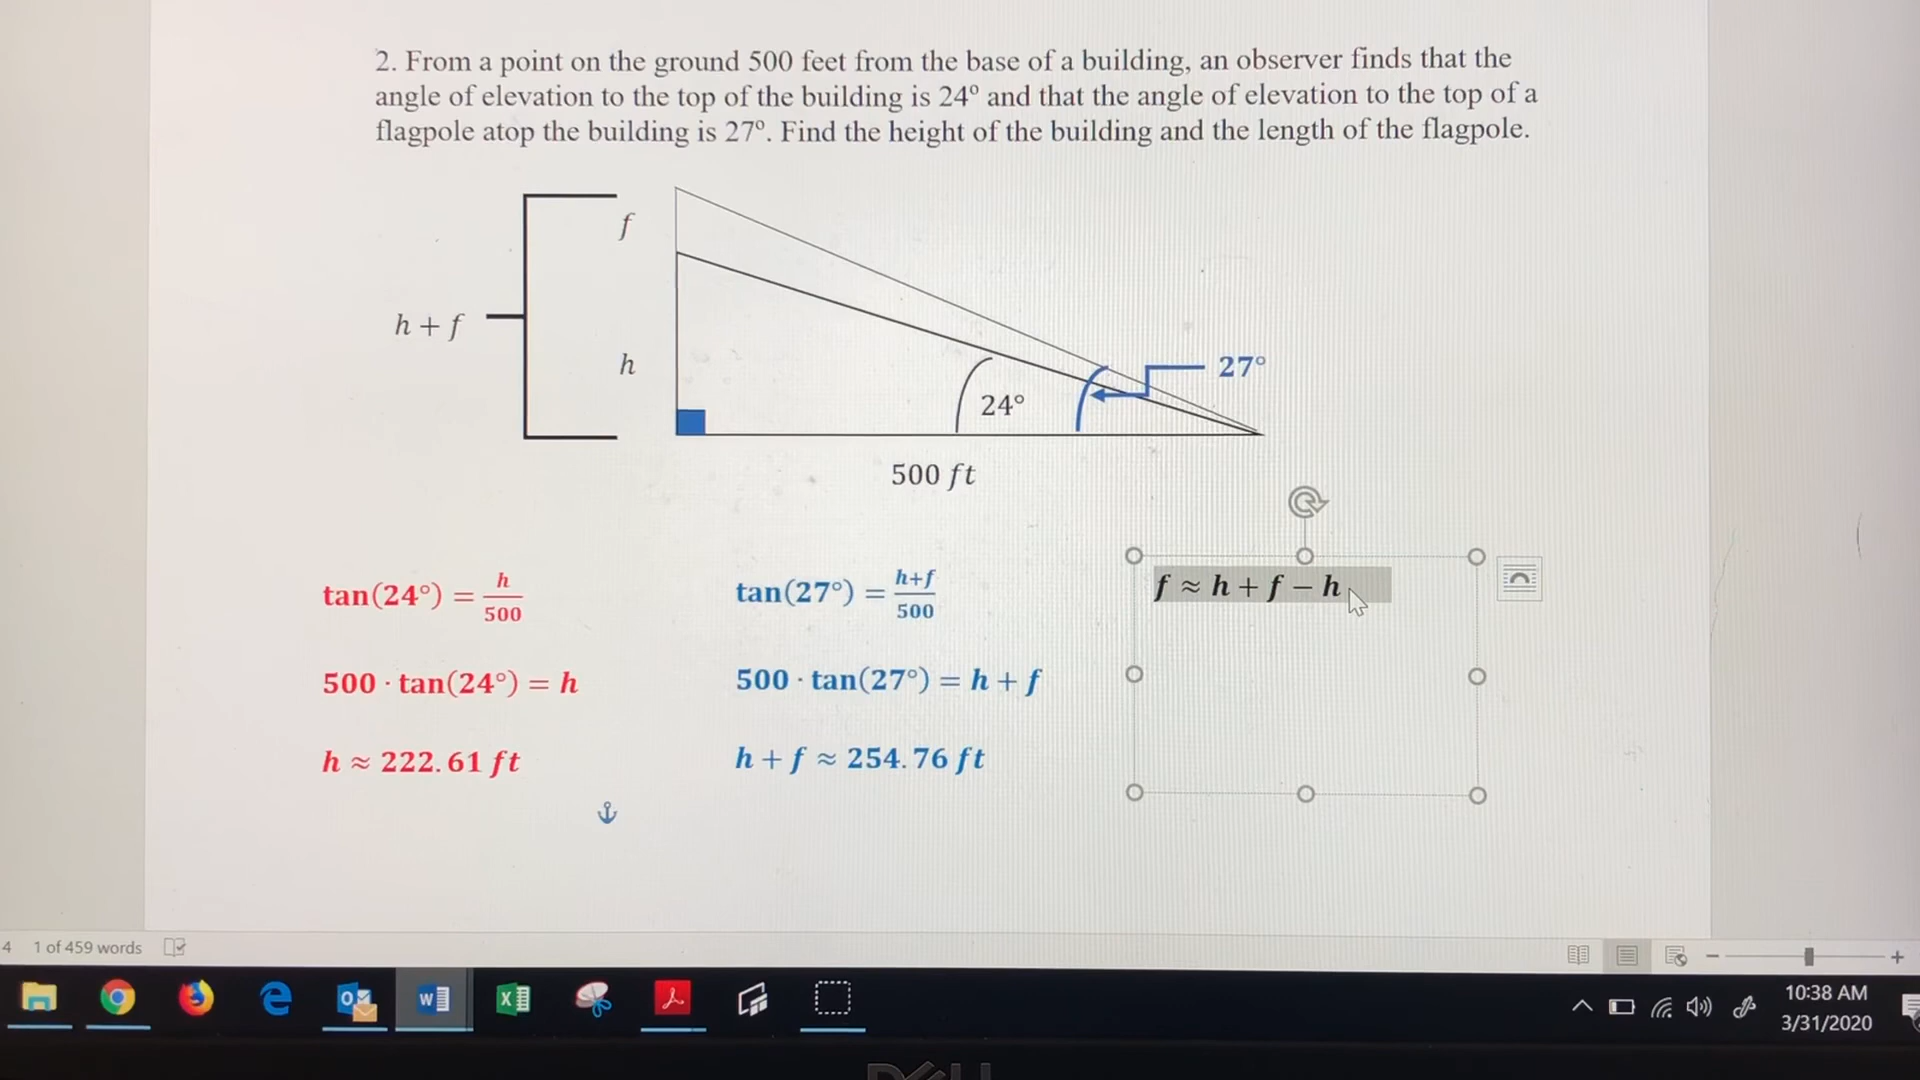 2. From a point on the ground 500 feet from the base of a building, an observer finds that the
angle of elevation to the top of the building is 24º and that the angle of elevation to the top of a
flagpole atop the building is 27º. Find the height of the building and the length of the flagpole.
f
h + f
h
27°
24°
500 ft
tan(24°) = h/500
tan(27°) = h+f/500
f ≈ h + f − h
500 · tan(24°) = h
500 · tan(27°) = h + f
h ≈ 222.61 ft
h + f ≈ 254.76 ft
4 1 of 459 words
10:38 AM
3/31/2020
DELL